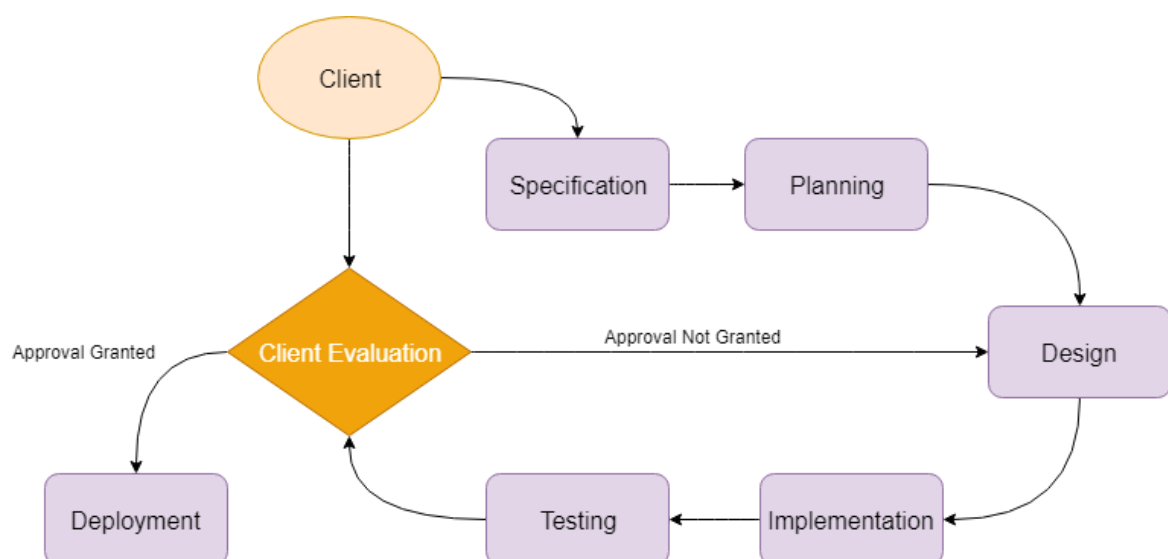 Client
Specification
Planning
Approval Granted
Client Evaluation
Approval Not Granted
Design
Deployment
Testing
Implementation